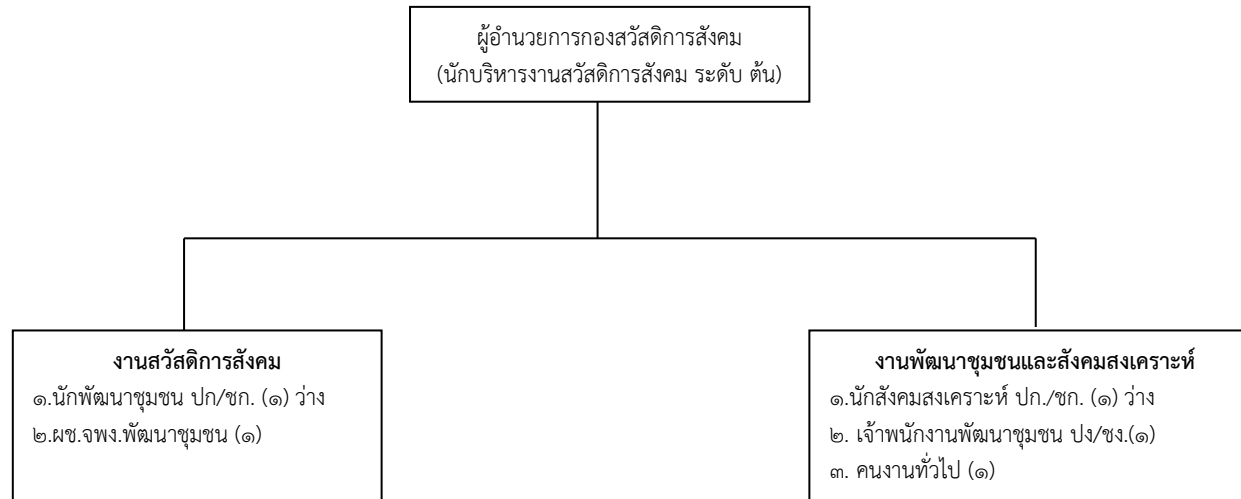 ผู้อำนวยการกองสวัสดิการสังคม
(นักบริหารงานสวัสดิการสังคม ระดับ ต้น)
งานสวัสดิการสังคม
๑.นักพัฒนาชุมชน ปก/ชก. (๑) ว่าง
๒.ผช.จพง.พัฒนาชุมชน (๑)
งานพัฒนาชุมชนและสังคมสงเคราะห์
๑.นักสังคมสงเคราะห์ ปก./ชก. (๑) ว่าง
๒. เจ้าพนักงานพัฒนาชุมชน ปง/ชง.(๑)
๓. คนงานทั่วไป (๑)